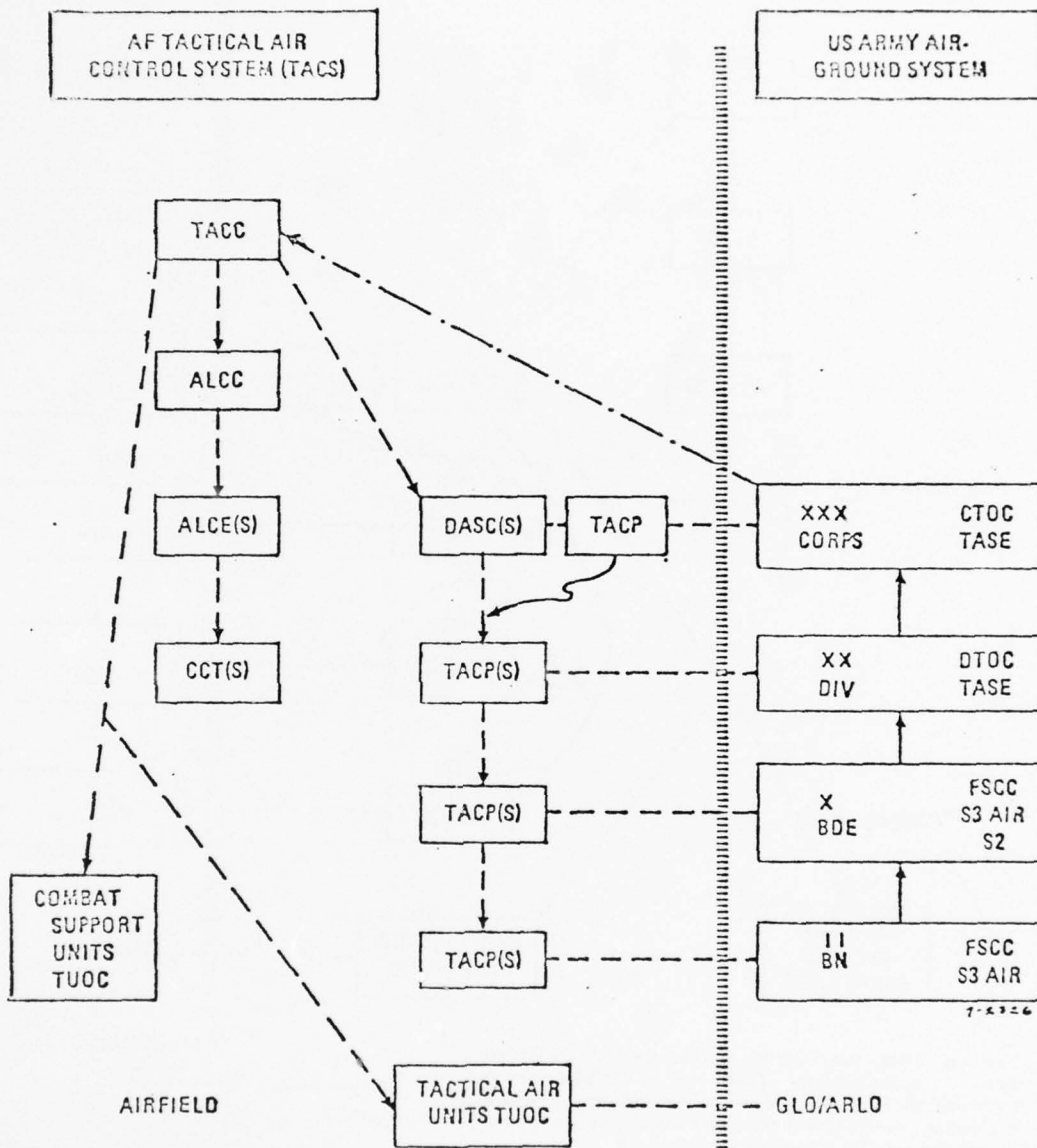 AF TACTICAL AIR
CONTROL SYSTEM (TACS)
US ARMY AIR-
GROUND SYSTEM
TACC
ALCC
ALCE(S)
DASC(S)
TACP
XXX
CORPS
CTOC
TASE
CCT(S)
TACP(S)
XX
DIV
DTOC
TASE
TACP(S)
X
BDE
FSCC
S3 AIR
S2
COMBAT
SUPPORT
UNITS
TUOC
TACP(S)
II
BN
FSCC
S3 AIR
7-2326
AIRFIELD
TACTICAL AIR
UNITS TUOC
GLO/ARLO